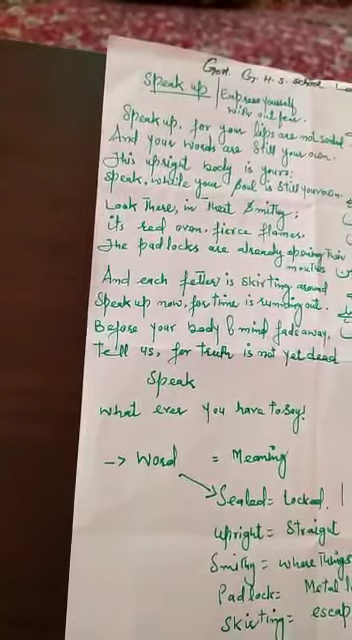 Govt. G. H. S. School
Speak up / Express yourself
with out fear.
Speak up, for your lips are not sealed
And your words are still your own.
This upright body is yours;
Speak, while your soul is still your own.
Look There, in That Smithy;
its red oven, fierce flames.
The padlocks are already opening Their
mouths
And each fetter is skirting around
Speak up now, for time is running out.
Before your body & mind fade away.
Tell us, for truth is not yet dead
Speak
what ever you have to say!
→ Word = Meaning
Sealed = Locked.
upright = Straight
Smithy = where Things
Padlock = Metal
Skirting = escap